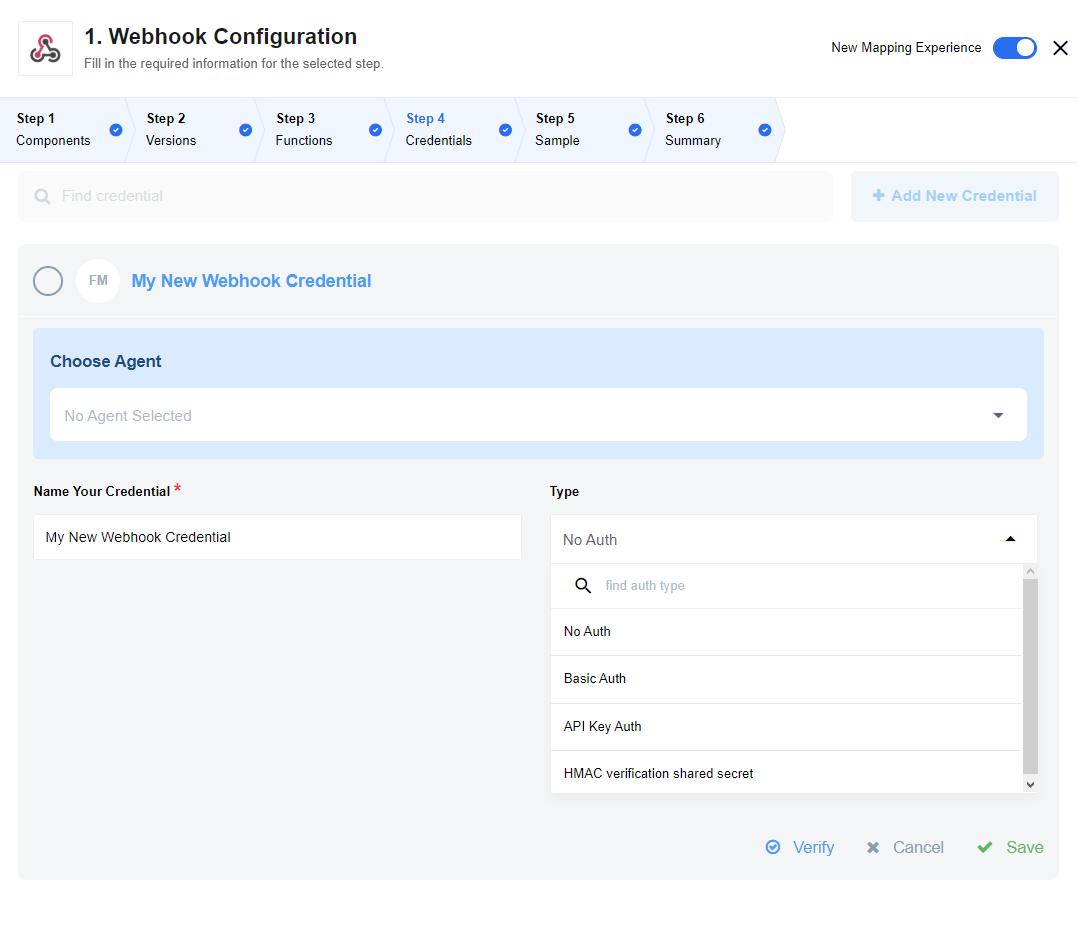 1. Webhook Configuration
Fill in the required information for the selected step.
New Mapping Experience
Step 1
Components
Step 2
Versions
Step 3
Functions
Step 4
Credentials
Step 5
Sample
Step 6
Summary
Find credential
Add New Credential
FM
My New Webhook Credential
Choose Agent
No Agent Selected
Name Your Credential *
My New Webhook Credential
Type
No Auth
find auth type
No Auth
Basic Auth
API Key Auth
HMAC verification shared secret
Verify
Cancel
Save